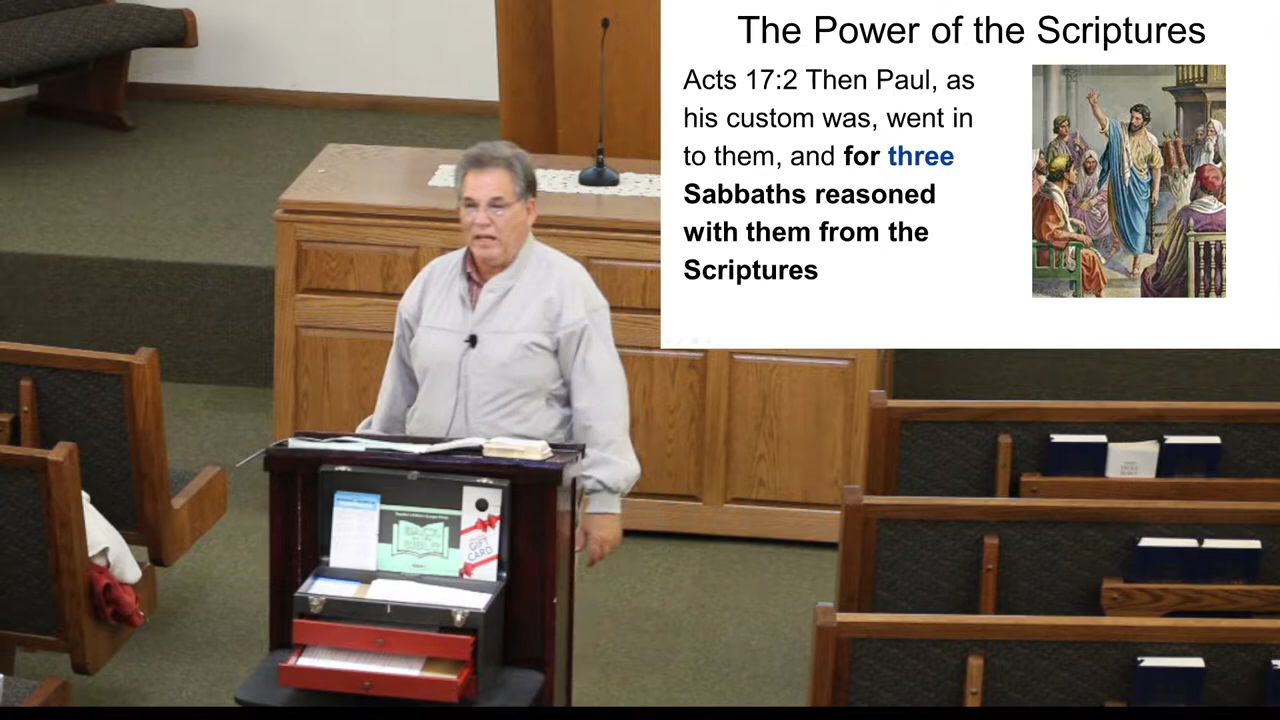 The Power of the Scriptures
Acts 17:2 Then Paul, as
his custom was, went in
to them, and for three
Sabbaths reasoned
with them from the
Scriptures
GIFT
CARD